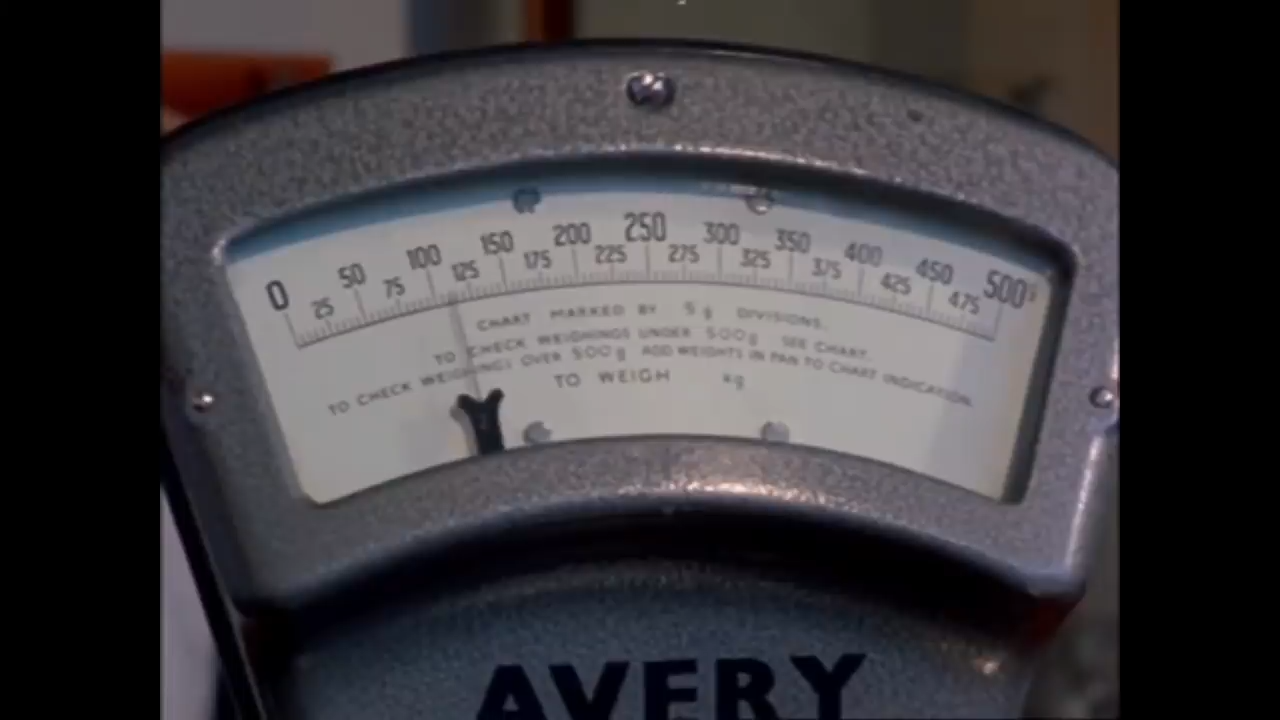 0 50 100 150 200 250 300 350 400 450 500
25 75 125 175 225 275 325 375 425 475
CHART MARKED BY 5 g DIVISIONS.
TO CHECK WEIGHINGS UNDER 500 g SEE CHART.
TO CHECK WEIGHINGS OVER 500 g ADD WEIGHTS IN PAN TO CHART INDICATION.
TO WEIGH kg
AVERY